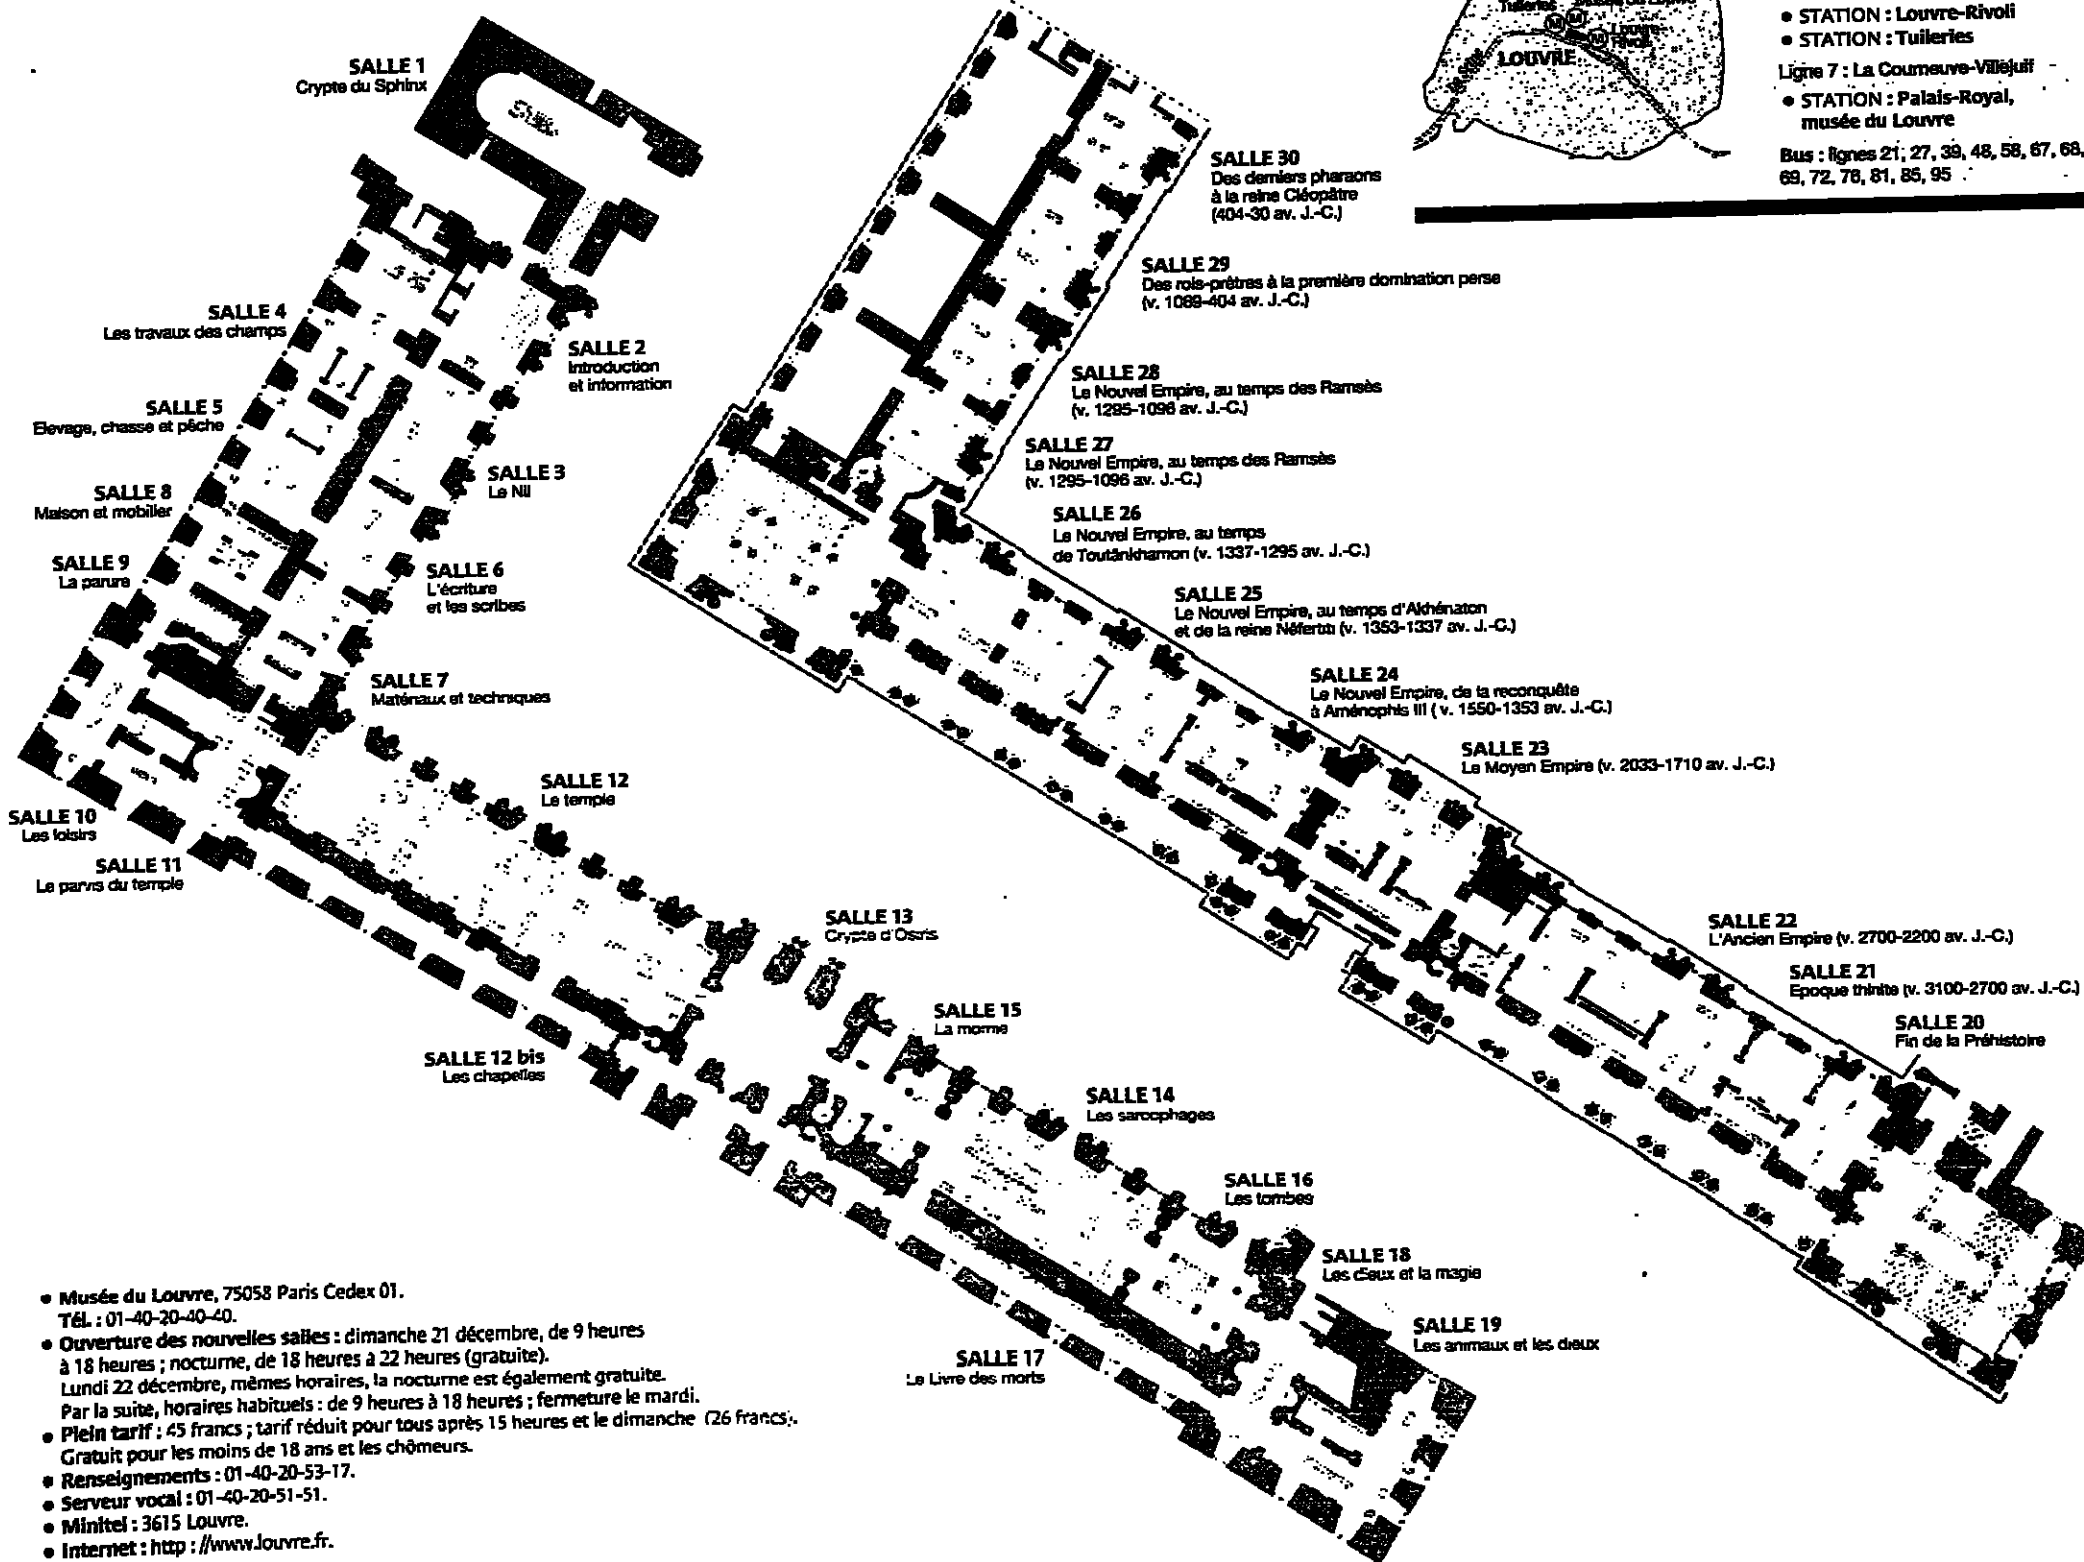 SALLE 1
Crypte du Sphinx
SALLE 4
Les travaux des champs
SALLE 2
Introduction
et information
SALLE 5
Elevage, chasse et pêche
SALLE 3
Le Nil
SALLE 8
Maison et mobilier
SALLE 9
La parure
SALLE 6
L'écriture
et les scribes
SALLE 7
Matériaux et techniques
SALLE 12
Le temple
SALLE 10
Les loisirs
SALLE 11
Le parvis du temple
SALLE 13
Crypte d'Osiris
SALLE 15
La momie
SALLE 12 bis
Les chapelles
SALLE 14
Les sarcophages
SALLE 16
Les tombes
SALLE 18
Les dieux et la magie
SALLE 19
Les animaux et les dieux
SALLE 17
Le Livre des morts
SALLE 30
Des derniers pharaons
à la reine Cléopâtre
(404-30 av. J.-C.)
SALLE 29
Des rois-prêtres à la première domination perse
(v. 1069-404 av. J.-C.)
SALLE 28
Le Nouvel Empire, au temps des Ramsès
(v. 1295-1096 av. J.-C.)
SALLE 27
Le Nouvel Empire, au temps des Ramsès
(v. 1295-1096 av. J.-C.)
SALLE 26
Le Nouvel Empire, au temps
de Toutânkhamon (v. 1337-1295 av. J.-C.)
SALLE 25
Le Nouvel Empire, au temps d'Akhénaton
et de la reine Néfertiti (v. 1353-1337 av. J.-C.)
SALLE 24
Le Nouvel Empire, de la reconquête
à Aménophis III ( v. 1550-1353 av. J.-C.)
SALLE 23
Le Moyen Empire (v. 2033-1710 av. J.-C.)
SALLE 22
L'Ancien Empire (v. 2700-2200 av. J.-C.)
SALLE 21
Epoque thinite (v. 3100-2700 av. J.-C.)
SALLE 20
Fin de la Préhistoire
Tuileries
M M
M Louvre-
Rivoli
LOUVRE
• STATION : Louvre-Rivoli
• STATION : Tuileries
Ligne 7 : La Courneuve-Villejuif
• STATION : Palais-Royal,
musée du Louvre
Bus : lignes 21, 27, 39, 48, 58, 67, 68,
69, 72, 76, 81, 85, 95
• Musée du Louvre, 75058 Paris Cedex 01.
Tél. : 01-40-20-40-40.
• Ouverture des nouvelles salles : dimanche 21 décembre, de 9 heures
à 18 heures ; nocturne, de 18 heures à 22 heures (gratuite).
Lundi 22 décembre, mêmes horaires, la nocturne est également gratuite.
Par la suite, horaires habituels : de 9 heures à 18 heures ; fermeture le mardi.
• Plein tarif : 45 francs ; tarif réduit pour tous après 15 heures et le dimanche (26 francs).
Gratuit pour les moins de 18 ans et les chômeurs.
• Renseignements : 01-40-20-53-17.
• Serveur vocal : 01-40-20-51-51.
• Minitel : 3615 Louvre.
• Internet : http : //www.louvre.fr.